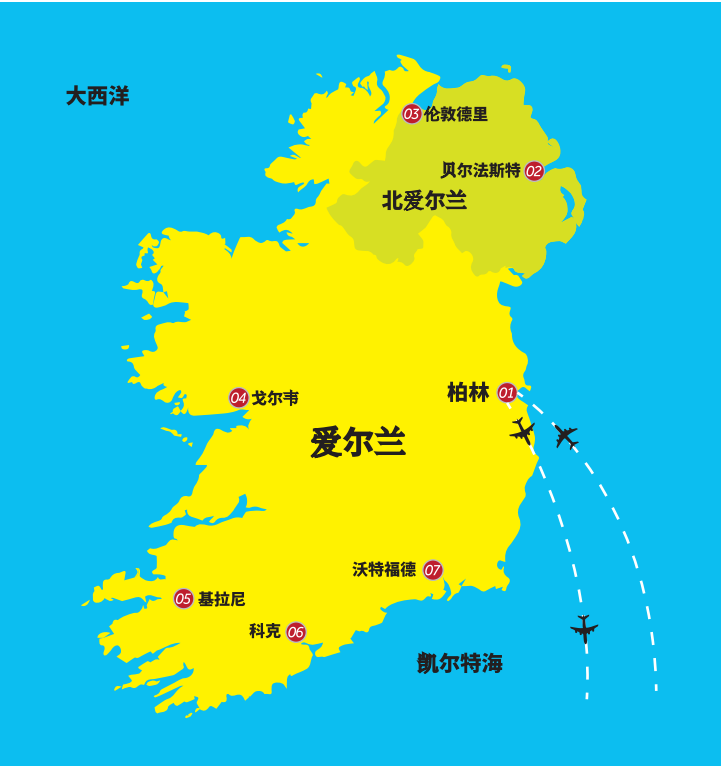 大西洋
03 伦敦德里
贝尔法斯特 02
北爱尔兰
04 戈尔韦
柏林 01
爱尔兰
沃特福德 07
05 基拉尼
科克 06
凯尔特海